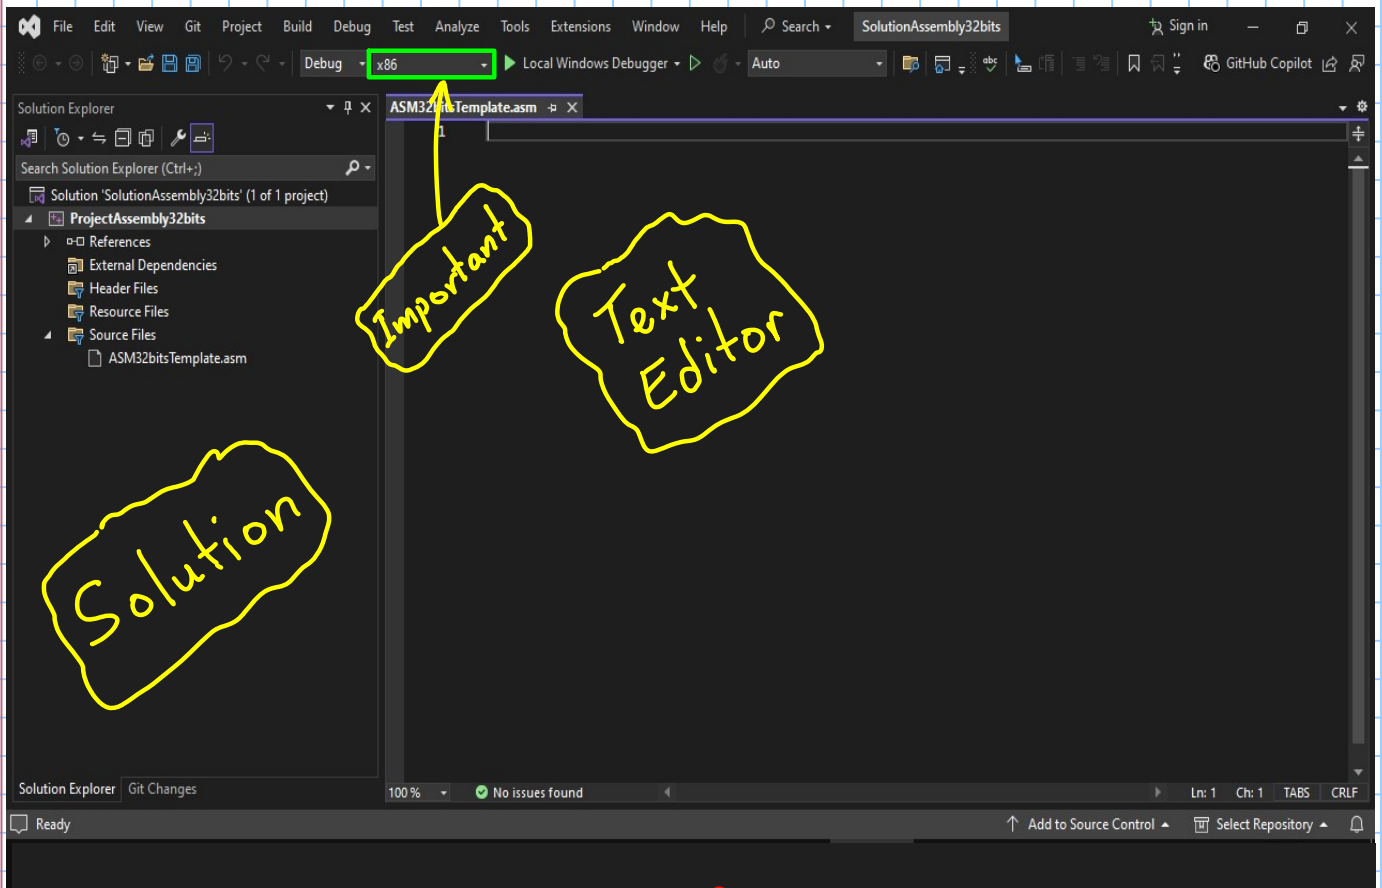 File Edit View Git Project Build Debug Test Analyze Tools Extensions Window Help Search SolutionAssembly32bits Sign in
Debug x86 Local Windows Debugger Auto abc GitHub Copilot
Solution Explorer
ASM32bitsTemplate.asm
1
Search Solution Explorer (Ctrl+;)
Solution 'SolutionAssembly32bits' (1 of 1 project)
ProjectAssembly32bits
References
External Dependencies
Header Files
Resource Files
Source Files
ASM32bitsTemplate.asm
Important
Text
Editor
Solution
Solution Explorer Git Changes
100 % No issues found Ln: 1 Ch: 1 TABS CRLF
Ready Add to Source Control Select Repository